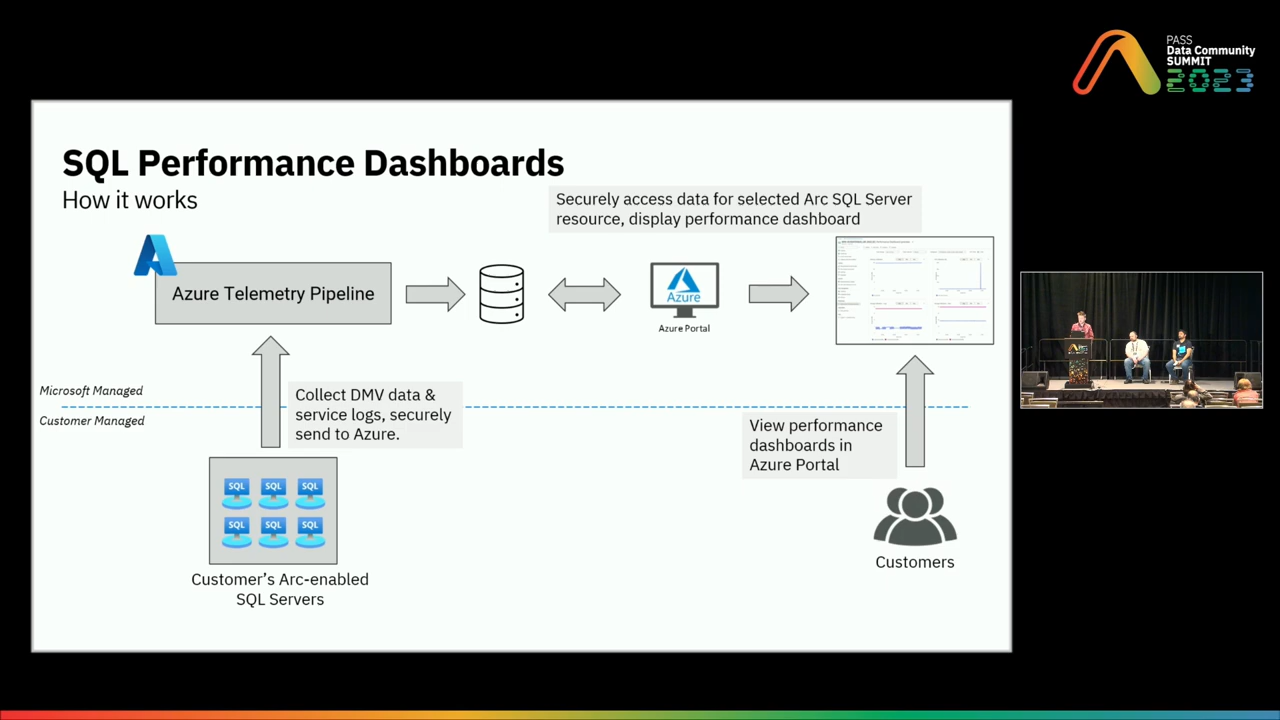 PASS
Data Community
SUMMIT
2023
SQL Performance Dashboards
How it works
Securely access data for selected Arc SQL Server
resource, display performance dashboard
Azure Telemetry Pipeline
Azure
Azure Portal
Microsoft Managed
Customer Managed
Collect DMV data &
service logs, securely
send to Azure.
View performance
dashboards in
Azure Portal
SQL SQL SQL
SQL SQL SQL
Customer's Arc-enabled
SQL Servers
Customers